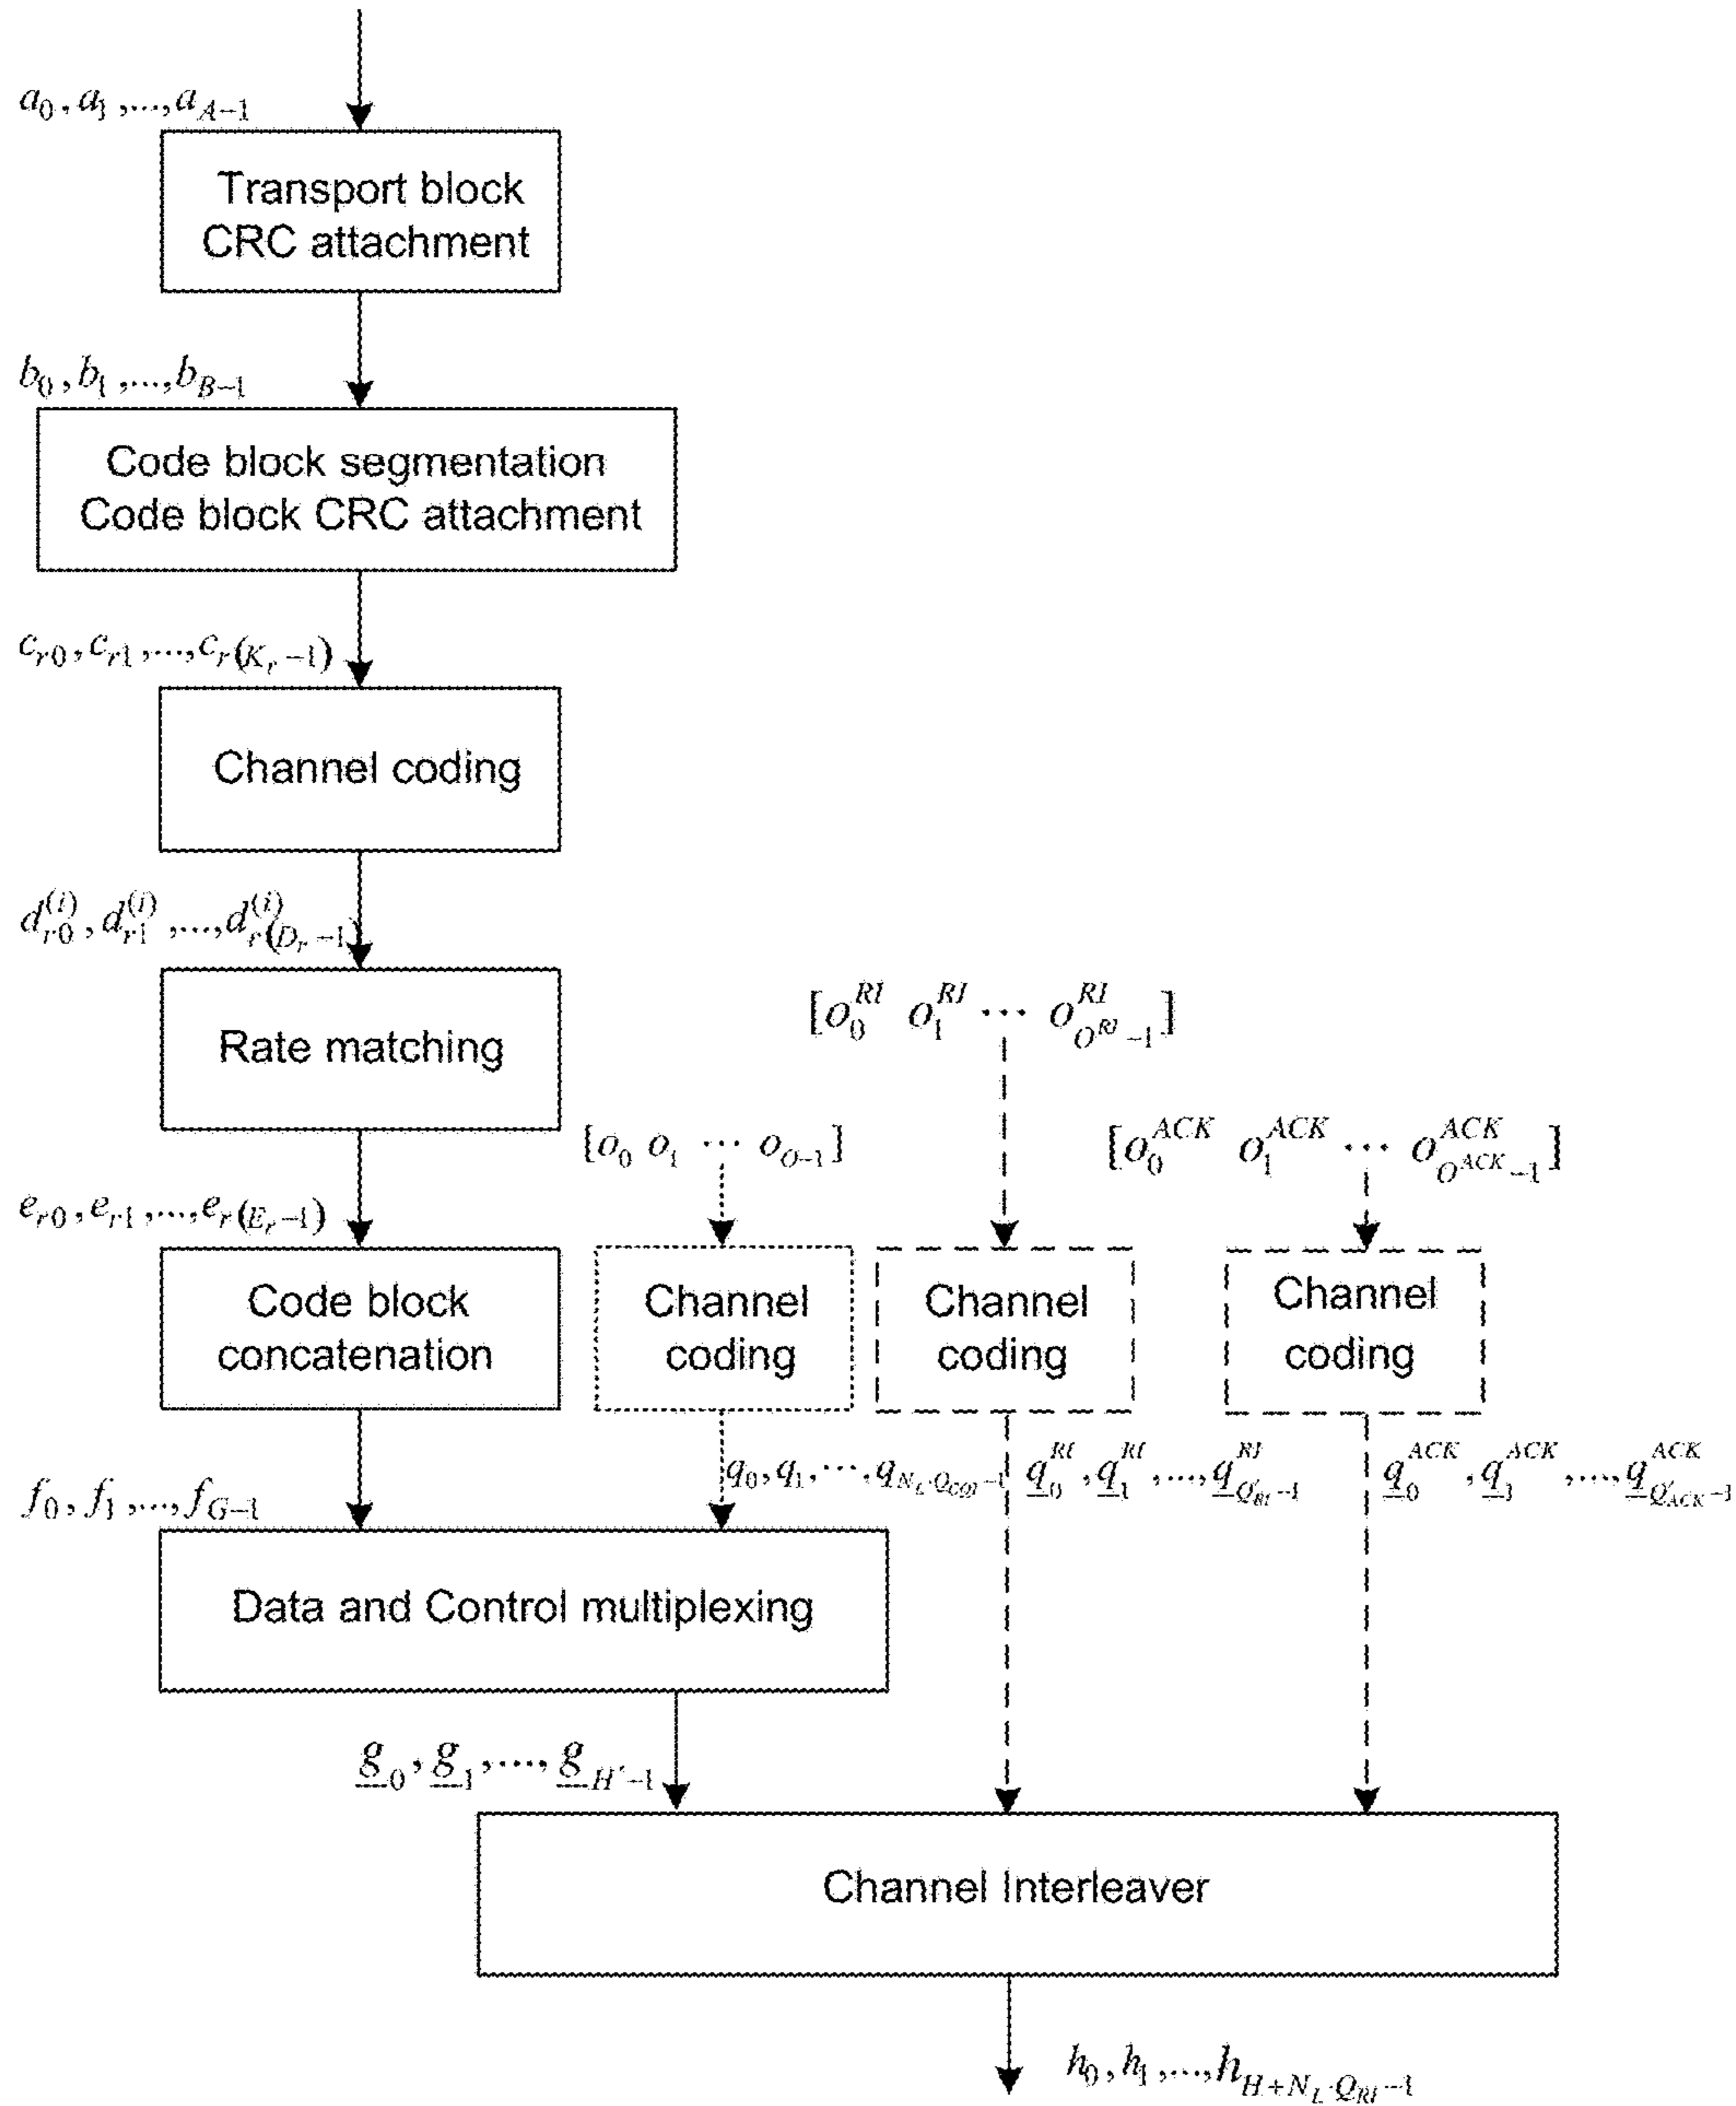 a_0, a_1, ..., a_{A-1}
Transport block
CRC attachment
b_0, b_1, ..., b_{B-1}
Code block segmentation
Code block CRC attachment
c_{r0}, c_{r1}, ..., c_{r(K_r-1)}
Channel coding
d_{r0}^{(i)}, d_{r1}^{(i)}, ..., d_{r(D_r-1)}^{(i)}
Rate matching
[o_0^{RI} o_1^{RI} ⋯ o_{O^{RI}-1}^{RI}]
[o_0 o_1 ⋯ o_{O-1}]
[o_0^{ACK} o_1^{ACK} ⋯ o_{O^{ACK}-1}^{ACK}]
e_{r0}, e_{r1}, ..., e_{r(E_r-1)}
Code block
concatenation
Channel
coding
Channel
coding
Channel
coding
f_0, f_1, ..., f_{G-1}
q_0, q_1, ⋯, q_{N_L·Q_{CQI}-1}
q_0^{RI}, q_1^{RI}, ..., q_{Q'_{RI}-1}^{RI}
q_0^{ACK}, q_1^{ACK}, ..., q_{Q'_{ACK}-1}^{ACK}
Data and Control multiplexing
g_0, g_1, ..., g_{H'-1}
Channel Interleaver
h_0, h_1, ..., h_{H+N_L·Q_{RI}-1}